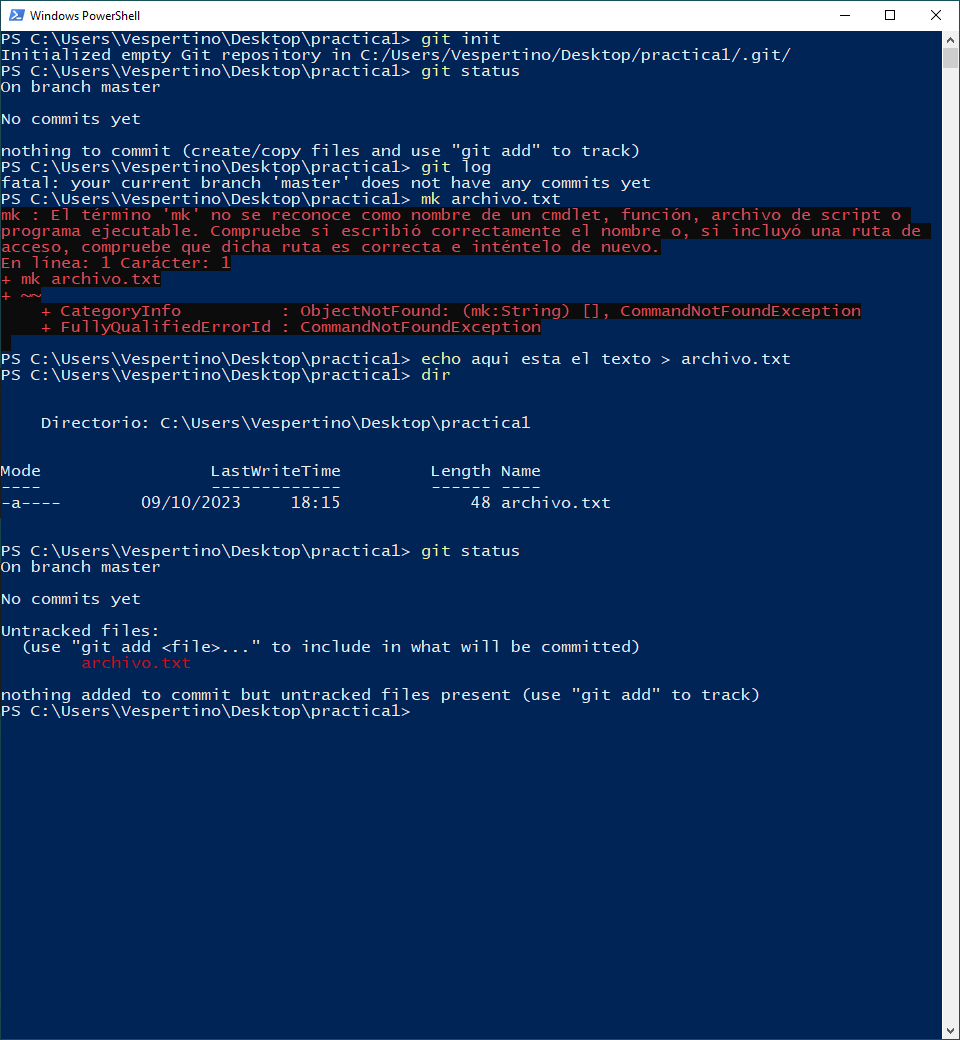 Windows PowerShell
PS C:\Users\Vespertino\Desktop\practica1> git init
Initialized empty Git repository in C:/Users/Vespertino/Desktop/practica1/.git/
PS C:\Users\Vespertino\Desktop\practica1> git status
On branch master
No commits yet
nothing to commit (create/copy files and use "git add" to track)
PS C:\Users\Vespertino\Desktop\practica1> git log
fatal: your current branch 'master' does not have any commits yet
PS C:\Users\Vespertino\Desktop\practica1> mk archivo.txt
mk : El término 'mk' no se reconoce como nombre de un cmdlet, función, archivo de script o
programa ejecutable. Compruebe si escribió correctamente el nombre o, si incluyó una ruta de
acceso, compruebe que dicha ruta es correcta e inténtelo de nuevo.
En línea: 1 Carácter: 1
+ mk archivo.txt
+ ~~
    + CategoryInfo          : ObjectNotFound: (mk:String) [], CommandNotFoundException
    + FullyQualifiedErrorId : CommandNotFoundException
PS C:\Users\Vespertino\Desktop\practica1> echo aqui esta el texto > archivo.txt
PS C:\Users\Vespertino\Desktop\practica1> dir
    Directorio: C:\Users\Vespertino\Desktop\practica1
Mode                 LastWriteTime         Length Name
----                 -------------         ------ ----
-a----        09/10/2023     18:15             48 archivo.txt
PS C:\Users\Vespertino\Desktop\practica1> git status
On branch master
No commits yet
Untracked files:
  (use "git add <file>..." to include in what will be committed)
        archivo.txt
nothing added to commit but untracked files present (use "git add" to track)
PS C:\Users\Vespertino\Desktop\practica1>